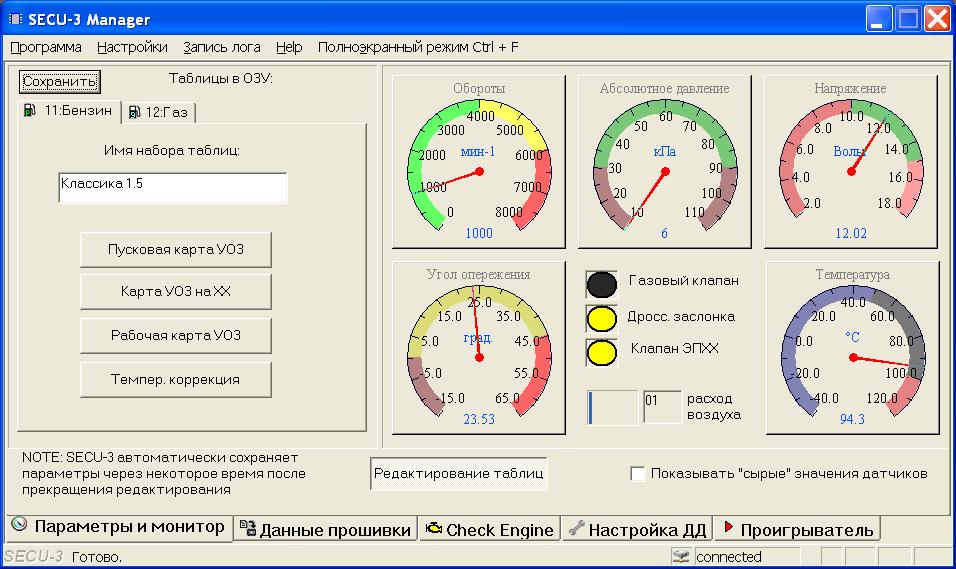 SECU-3 Manager
Программа Настройки Запись лога Help Полноэкранный режим Ctrl + F
Сохранить Таблицы в ОЗУ:
11:Бензин 12:Газ
Имя набора таблиц:
Классика 1.5
Пусковая карта УОЗ
Карта УОЗ на ХХ
Рабочая карта УОЗ
Темпер. коррекция
Обороты
0 1000 2000 3000 4000 5000 6000 7000 8000
мин-1
1000
Абсолютное давление
10 20 30 40 50 60 70 80 90 100 110
кПа
6
Напряжение
2.0 4.0 6.0 8.0 10.0 12.0 14.0 16.0 18.0
Вольт
12.02
Угол опережения
-15.0 -5.0 5.0 15.0 25.0 35.0 45.0 55.0 65.0
град.
23.53
Газовый клапан
Дросс. заслонка
Клапан ЭПХХ
01 расход
воздуха
Температура
-40.0 -20.0 0.0 20.0 40.0 60.0 80.0 100.0 120.0
°C
94.3
NOTE: SECU-3 автоматически сохраняет
параметры через некоторое время после
прекращения редактирования
Редактирование таблиц
Показывать "сырые" значения датчиков
Параметры и монитор Данные прошивки Check Engine Настройка ДД Проигрыватель
SECU-3 Готово. connected